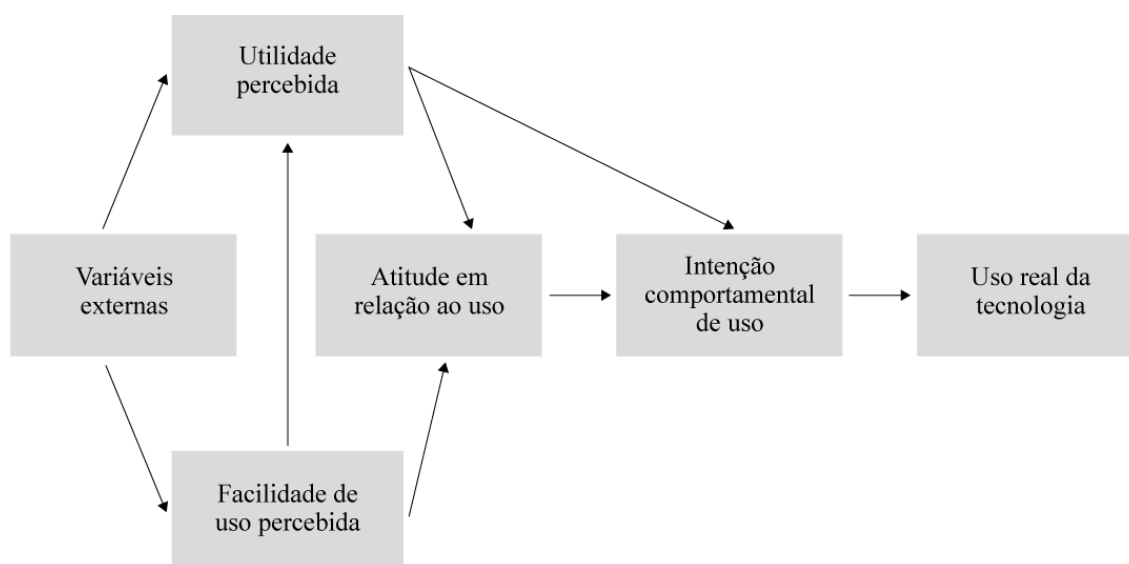 Utilidade
percebida
Variáveis
externas
Atitude em
relação ao uso
Intenção
comportamental
de uso
Uso real da
tecnologia
Facilidade de
uso percebida